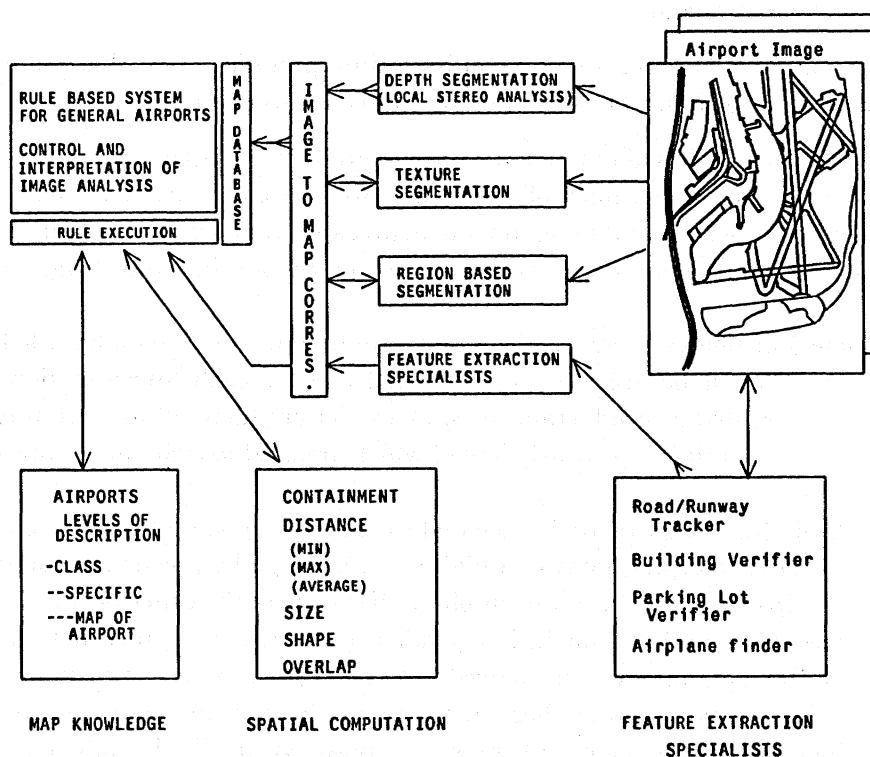 Airport Image
RULE BASED SYSTEM
FOR GENERAL AIRPORTS
CONTROL AND
INTERPRETATION OF
IMAGE ANALYSIS
RULE EXECUTION
MAP DATABASE
IMAGE TO MAP CORRES.
DEPTH SEGMENTATION
(LOCAL STEREO ANALYSIS)
TEXTURE
SEGMENTATION
REGION BASED
SEGMENTATION
FEATURE EXTRACTION
SPECIALISTS
AIRPORTS
LEVELS OF
DESCRIPTION
-CLASS
--SPECIFIC
---MAP OF
AIRPORT
MAP KNOWLEDGE
CONTAINMENT
DISTANCE
(MIN)
(MAX)
(AVERAGE)
SIZE
SHAPE
OVERLAP
SPATIAL COMPUTATION
Road/Runway
Tracker
Building Verifier
Parking Lot
Verifier
Airplane finder
FEATURE EXTRACTION
SPECIALISTS